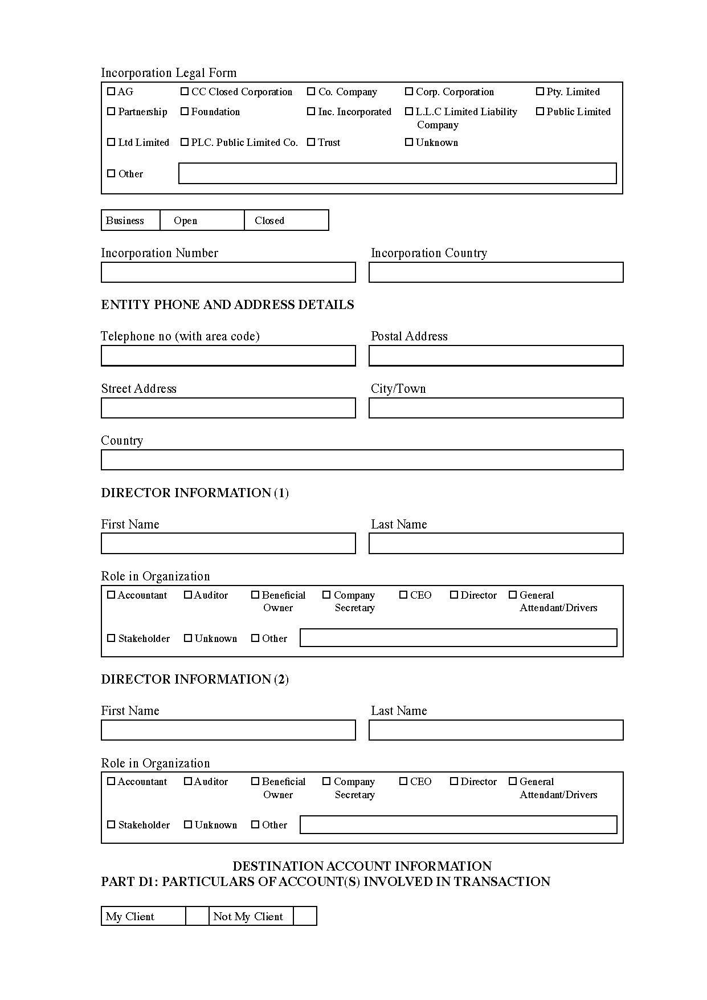 Incorporation Legal Form
☐ AG ☐ CC Closed Corporation ☐ Co. Company ☐ Corp. Corporation ☐ Pty. Limited
☐ Partnership ☐ Foundation ☐ Inc. Incorporated ☐ L.L.C Limited Liability ☐ Public Limited
Company
☐ Ltd Limited ☐ PLC. Public Limited Co. ☐ Trust ☐ Unknown
☐ Other
Business Open Closed
Incorporation Number Incorporation Country
ENTITY PHONE AND ADDRESS DETAILS
Telephone no (with area code) Postal Address
Street Address City/Town
Country
DIRECTOR INFORMATION (1)
First Name Last Name
Role in Organization
☐ Accountant ☐ Auditor ☐ Beneficial ☐ Company ☐ CEO ☐ Director ☐ General
Owner Secretary Attendant/Drivers
☐ Stakeholder ☐ Unknown ☐ Other
DIRECTOR INFORMATION (2)
First Name Last Name
Role in Organization
☐ Accountant ☐ Auditor ☐ Beneficial ☐ Company ☐ CEO ☐ Director ☐ General
Owner Secretary Attendant/Drivers
☐ Stakeholder ☐ Unknown ☐ Other
DESTINATION ACCOUNT INFORMATION
PART D1: PARTICULARS OF ACCOUNT(S) INVOLVED IN TRANSACTION
My Client Not My Client